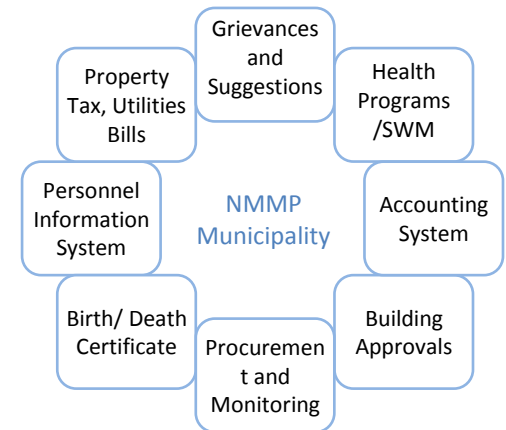 Grievances
and
Suggestions
Health
Programs
/SWM
Accounting
System
Building
Approvals
Procuremen
t and
Monitoring
Birth/ Death
Certificate
Personnel
Information
System
Property
Tax, Utilities
Bills
NMMP
Municipality